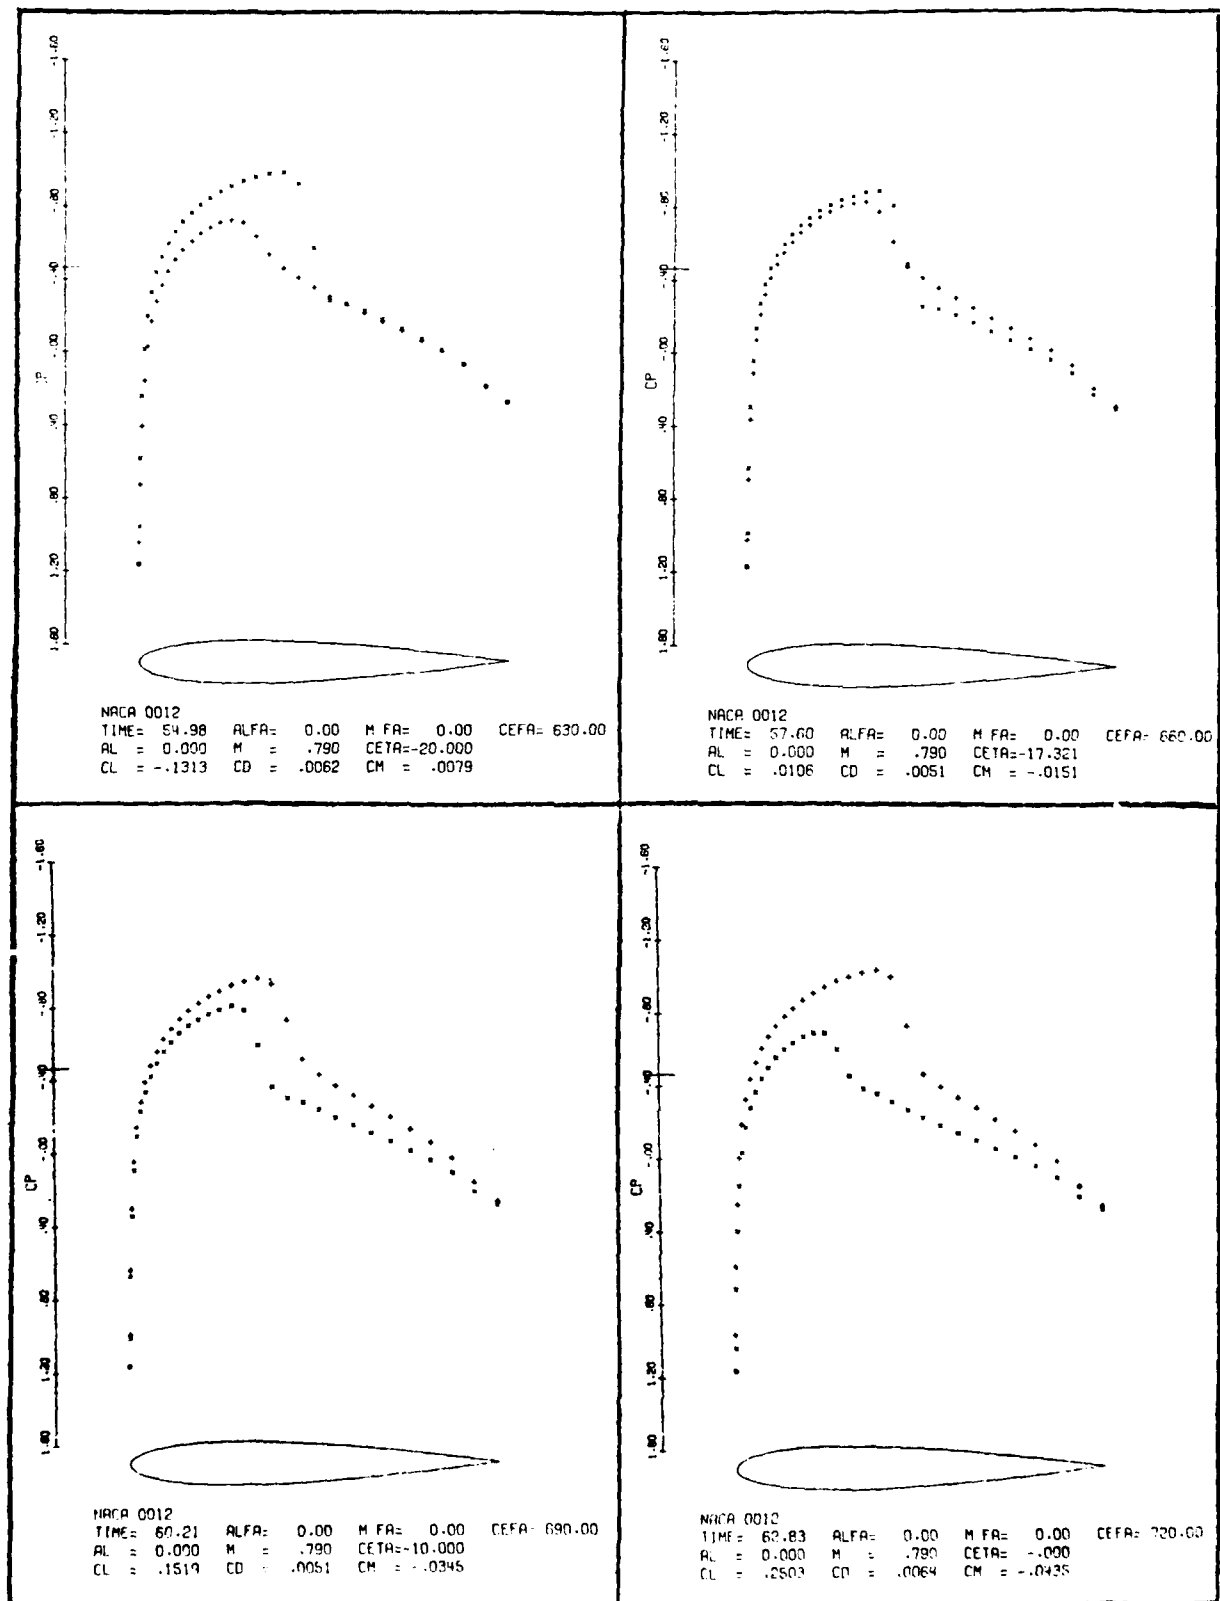 -1.60
-1.20
-.80
-.40
-.00
CP
.40
.80
1.20
1.60
NACA 0012
TIME= 54.98 ALFA= 0.00 M FA= 0.00 CEFA= 630.00
AL = 0.000 M = .790 CETA=-20.000
CL = -.1313 CD = .0062 CM = .0079
-1.60
-1.20
-.80
-.40
-.00
CP
.40
.80
1.20
1.60
NACA 0012
TIME= 57.60 ALFA= 0.00 M FA= 0.00 CEFA= 660.00
AL = 0.000 M = .790 CETA=-17.321
CL = .0106 CD = .0051 CM = -.0151
-1.60
-1.20
-.80
-.40
-.00
CP
.40
.80
1.20
1.60
NACA 0012
TIME= 60.21 ALFA= 0.00 M FA= 0.00 CEFA= 690.00
AL = 0.000 M = .790 CETA=-10.000
CL = .1519 CD = .0051 CM = -.0345
-1.60
-1.20
-.80
-.40
-.00
CP
.40
.80
1.20
1.60
NACA 0012
TIME= 62.83 ALFA= 0.00 M FA= 0.00 CEFA= 720.00
AL = 0.000 M = .790 CETA= -.000
CL = .2503 CD = .0064 CM = -.0435